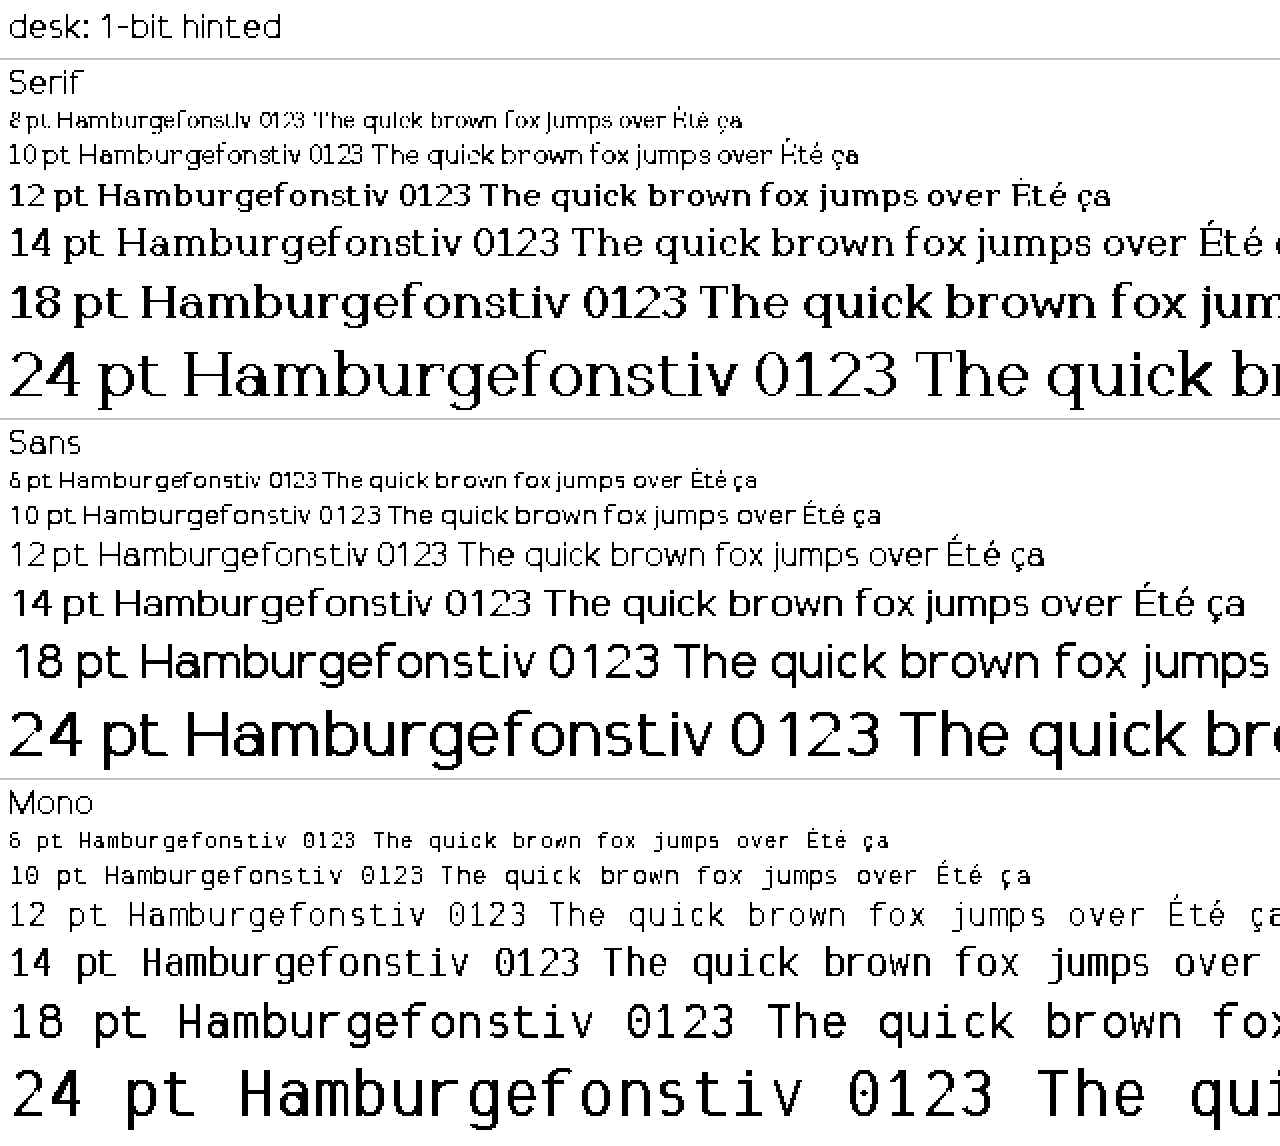 desk: 1-bit hinted
Serif
8 pt Hamburgefonstiv 0123 The quick brown fox jumps over Été ça
10 pt Hamburgefonstiv 0123 The quick brown fox jumps over Été ça
12 pt Hamburgefonstiv 0123 The quick brown fox jumps over Été ça
14 pt Hamburgefonstiv 0123 The quick brown fox jumps over Été
18 pt Hamburgefonstiv 0123 The quick brown fox jum
24 pt Hamburgefonstiv 0123 The quick br
Sans
8 pt Hamburgefonstiv 0123 The quick brown fox jumps over Été ça
10 pt Hamburgefonstiv 0123 The quick brown fox jumps over Été ça
12 pt Hamburgefonstiv 0123 The quick brown fox jumps over Été ça
14 pt Hamburgefonstiv 0123 The quick brown fox jumps over Été ça
18 pt Hamburgefonstiv 0123 The quick brown fox jumps
24 pt Hamburgefonstiv 0123 The quick bro
Mono
8 pt Hamburgefonstiv 0123 The quick brown fox jumps over Été ça
10 pt Hamburgefonstiv 0123 The quick brown fox jumps over Été ça
12 pt Hamburgefonstiv 0123 The quick brown fox jumps over Été ça
14 pt Hamburgefonstiv 0123 The quick brown fox jumps over
18 pt Hamburgefonstiv 0123 The quick brown fox
24 pt Hamburgefonstiv 0123 The qui